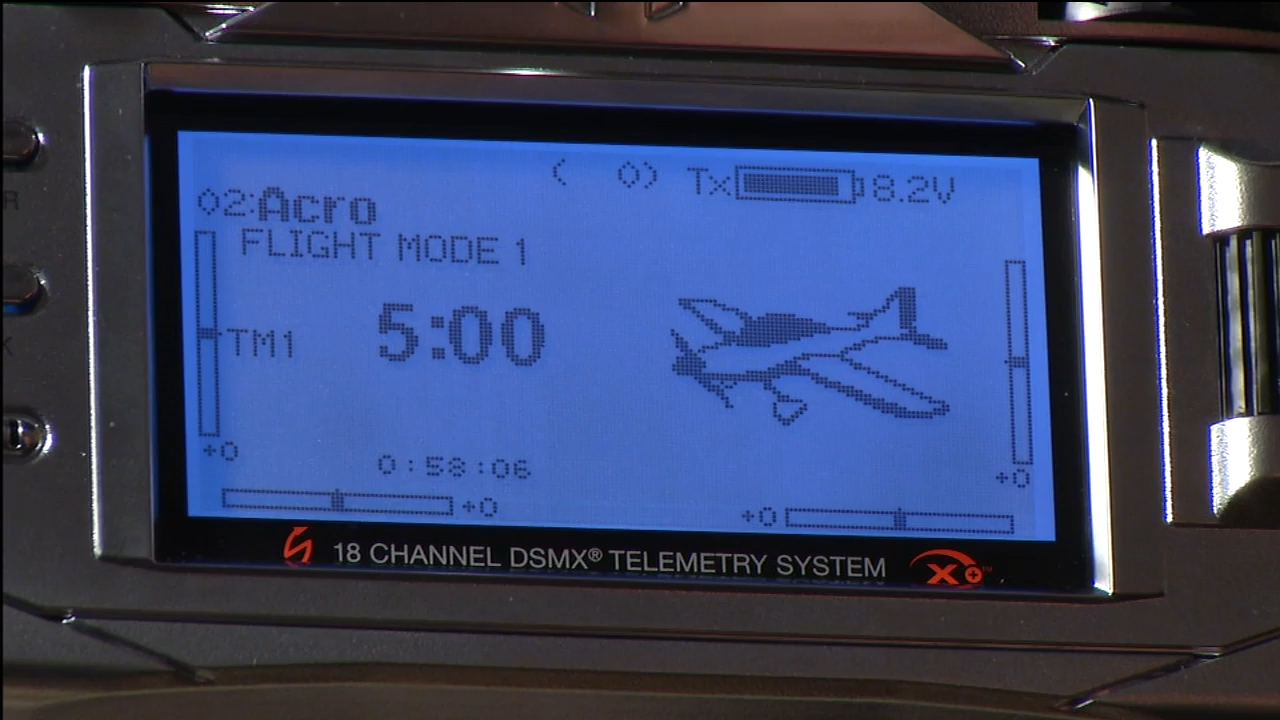 Tx 8.2V
02:Acro
FLIGHT MODE 1
TM1 5:00
+0
+0
0:58:06
+0
+0
18 CHANNEL DSMX® TELEMETRY SYSTEM X+™
R
X